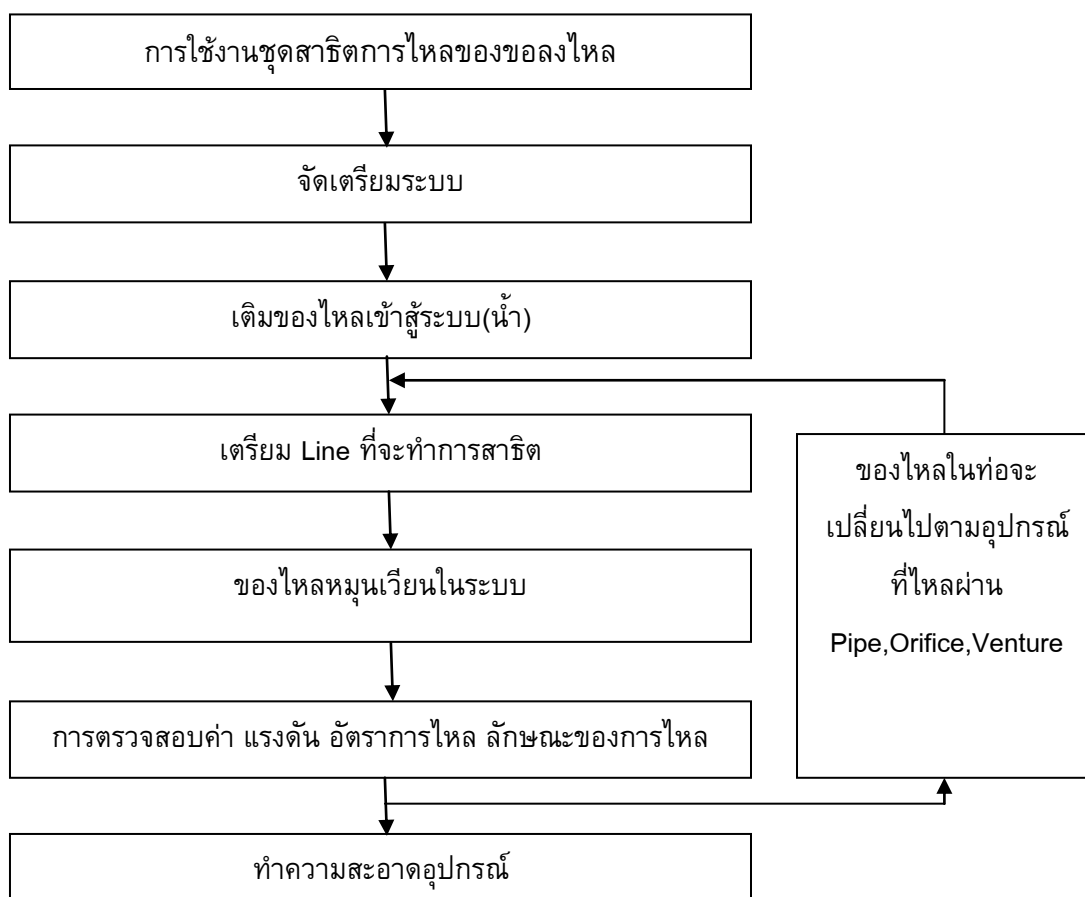 การใช้งานชุดสาธิตการไหลของขอลงไหล
จัดเตรียมระบบ
เติมของไหลเข้าสู้ระบบ(น้ำ)
เตรียม Line ที่จะทำการสาธิต
ของไหลหมุนเวียนในระบบ
การตรวจสอบค่า แรงดัน อัตราการไหล ลักษณะของการไหล
ทำความสะอาดอุปกรณ์
ของไหลในท่อจะ
เปลี่ยนไปตามอุปกรณ์
ที่ไหลผ่าน
Pipe,Orifice,Venture